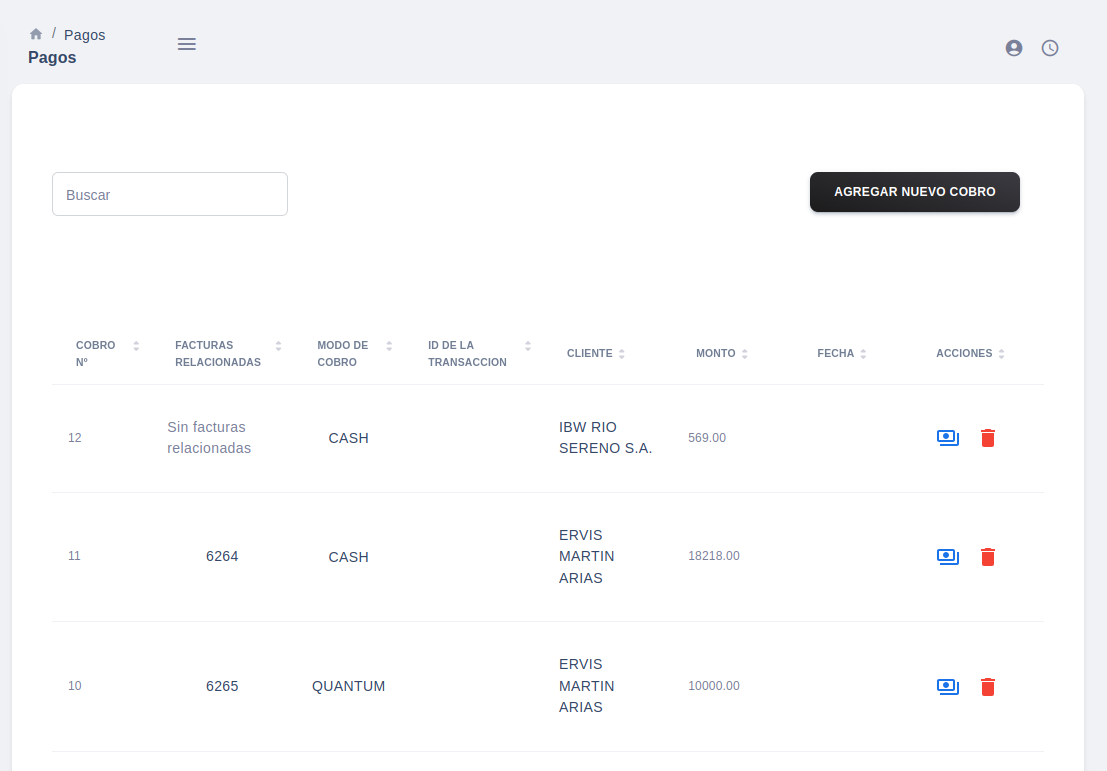 / Pagos
Pagos
Buscar
AGREGAR NUEVO COBRO
COBRO Nº
FACTURAS RELACIONADAS
MODO DE COBRO
ID DE LA TRANSACCION
CLIENTE
MONTO
FECHA
ACCIONES
12
Sin facturas
relacionadas
CASH
IBW RIO
SERENO S.A.
569.00
11
6264
CASH
ERVIS
MARTIN
ARIAS
18218.00
10
6265
QUANTUM
ERVIS
MARTIN
ARIAS
10000.00